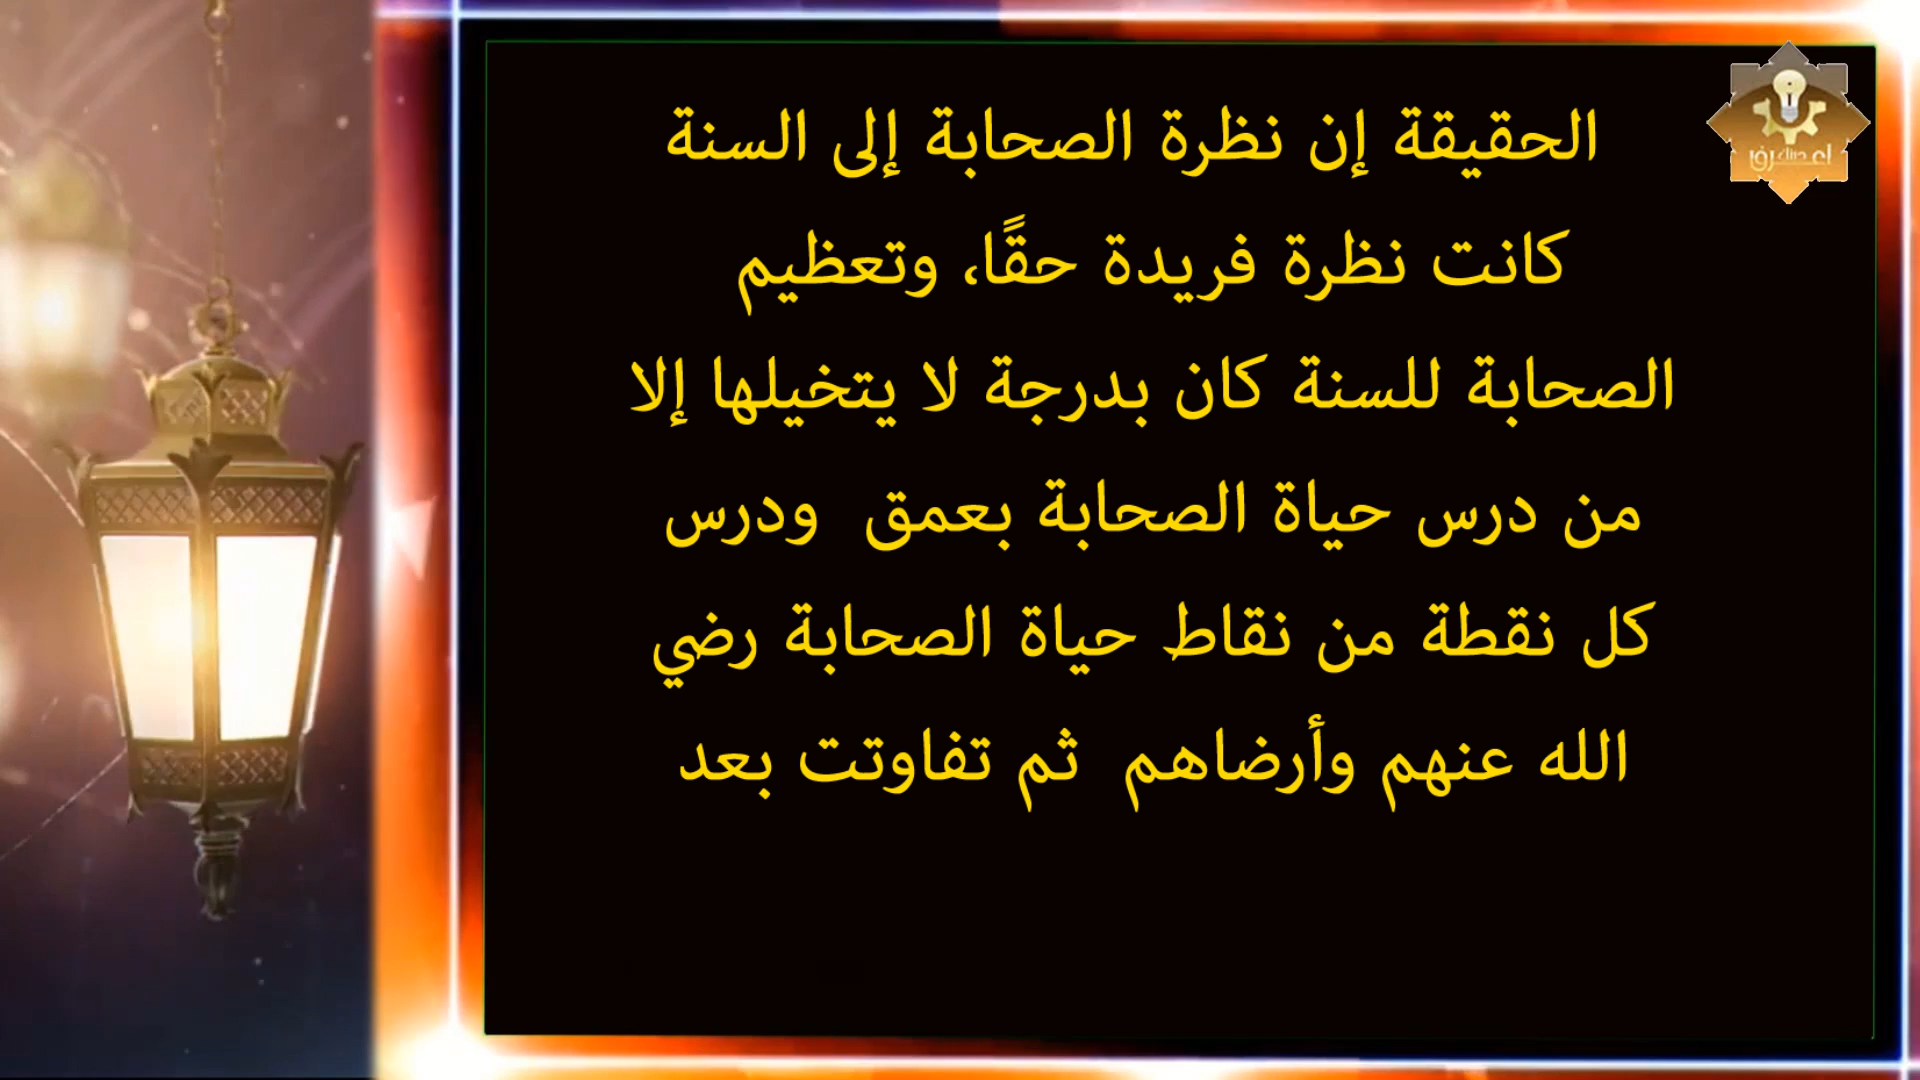 الحقيقة إن نظرة الصحابة إلى السنة
كانت نظرة فريدة حقًا، وتعظيم
الصحابة للسنة كان بدرجة لا يتخيلها إلا
من درس حياة الصحابة بعمق  ودرس
كل نقطة من نقاط حياة الصحابة رضي
الله عنهم وأرضاهم  ثم تفاوتت بعد